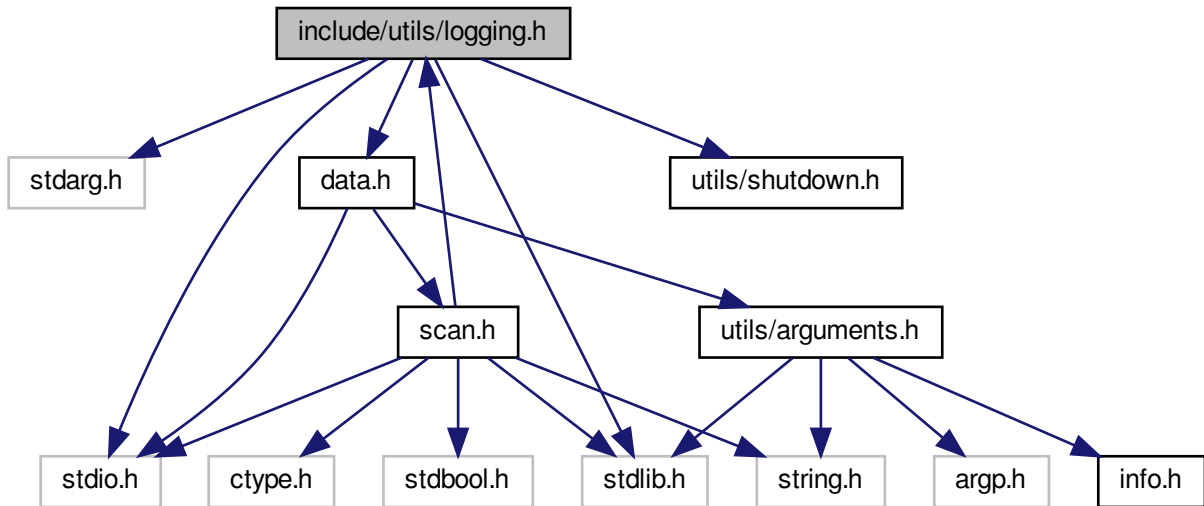 include/utils/logging.h
stdarg.h
data.h
utils/shutdown.h
scan.h
utils/arguments.h
stdio.h
ctype.h
stdbool.h
stdlib.h
string.h
argp.h
info.h